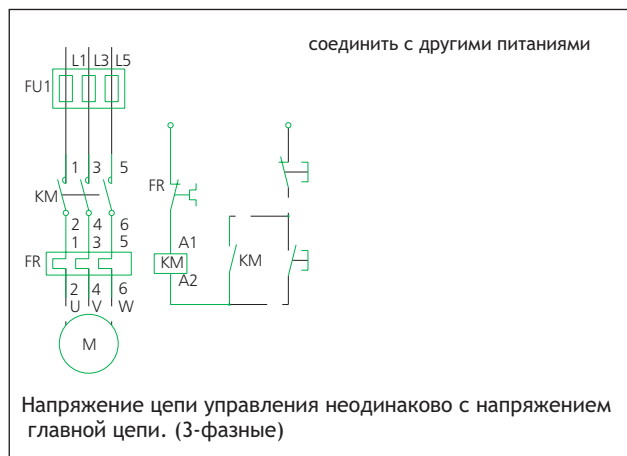 соединить с другими питаниями
L1 L3 L5
FU1
1 3 5
KM
2 4 6
1 3 5
FR
2 4 6
U V W
M
FR
A1
KM
A2
KM
Напряжение цепи управления неодинаково с напряжением
главной цепи. (3-фазные)